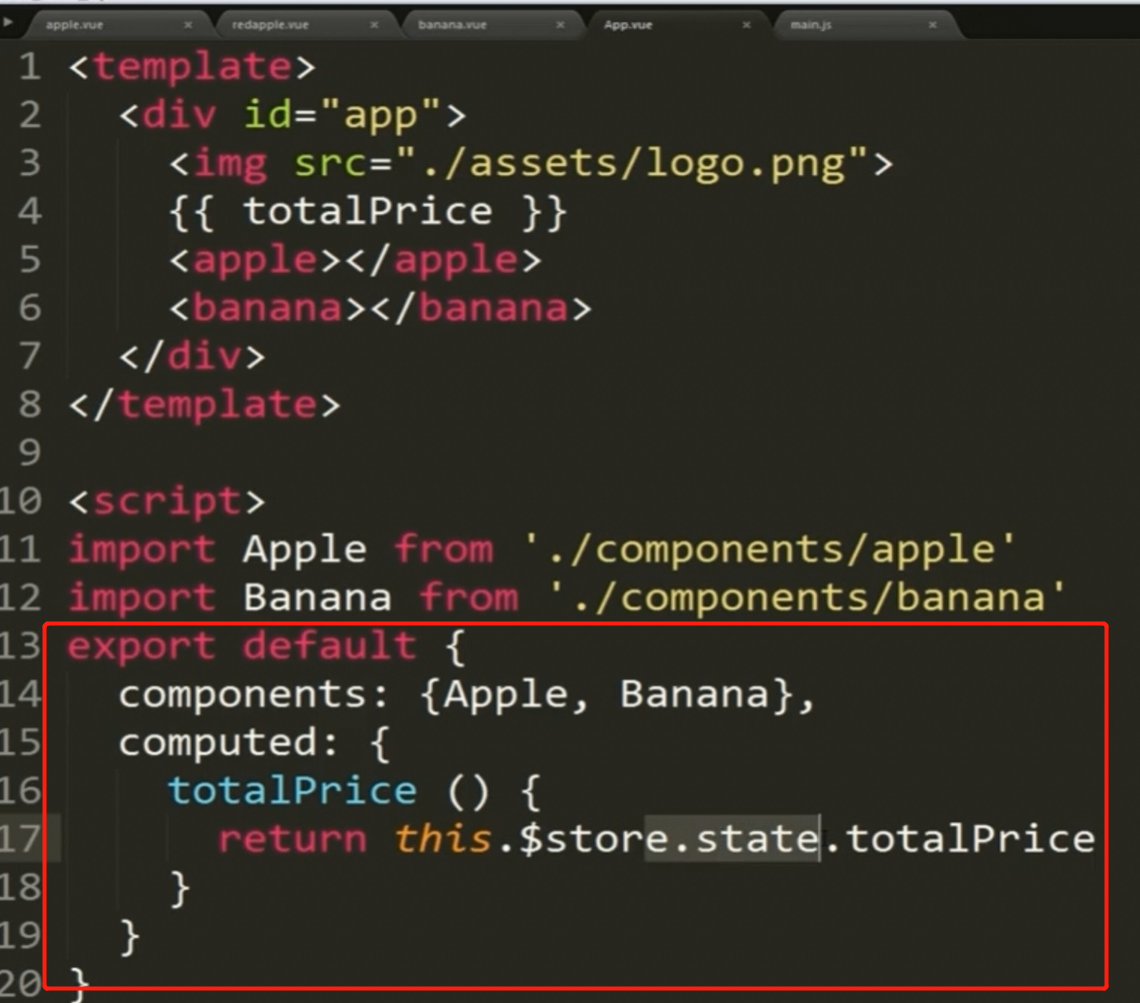 apple.vue × redapple.vue × banana.vue × App.vue × main.js ×
1 <template>
2   <div id="app">
3     <img src="./assets/logo.png">
4     {{ totalPrice }}
5     <apple></apple>
6     <banana></banana>
7   </div>
8 </template>
9
10 <script>
11 import Apple from './components/apple'
12 import Banana from './components/banana'
13 export default {
14   components: {Apple, Banana},
15   computed: {
16     totalPrice () {
17       return this.$store.state.totalPrice
18     }
19   }
20 }